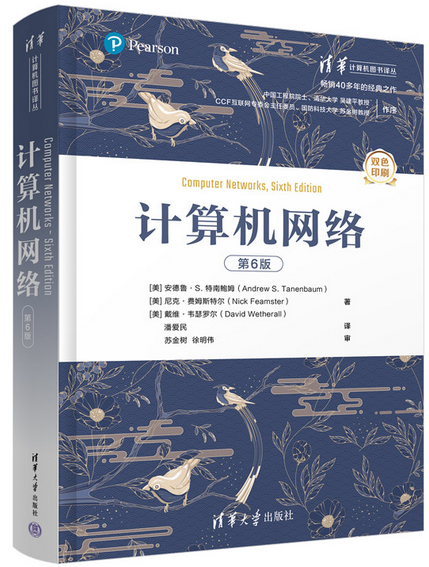 Pearson
清华
计算机图书译丛
畅销40多年的经典之作
中国工程院院士、清华大学 吴建平教授
CCF互联网专委会主任委员、国防科技大学 苏金树教授
作序
双色
印刷
Computer Networks, Sixth Edition
计算机网络
第6版
[美] 安德鲁·S. 特南鲍姆（Andrew S. Tanenbaum）
[美] 尼克·费姆斯特尔（Nick Feamster） 著
[美] 戴维·韦瑟罗尔（David Wetherall）
潘爱民 译
苏金树 徐明伟 审
清华大学出版社
清华
计算机图书译丛
计算机网络
Computer Networks - Sixth Edition
第6版
清华大学出版社